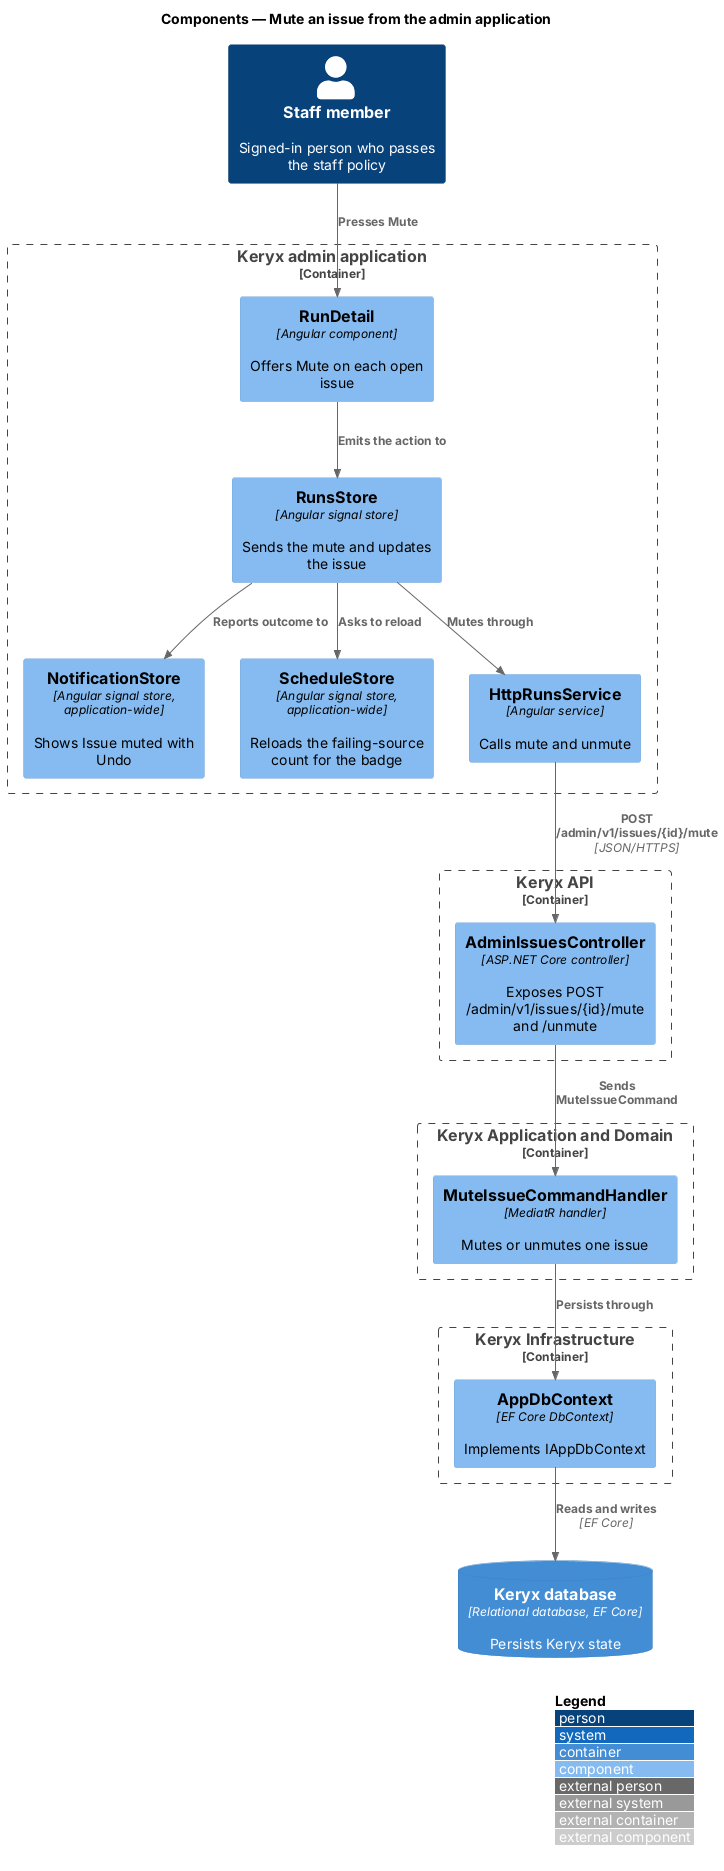 Components — Mute an issue from the admin application
Staff member
Signed-in person who passes
the staff policy
Presses Mute
Keryx admin application
[Container]
RunDetail
[Angular component]
Offers Mute on each open
issue
Emits the action to
RunsStore
[Angular signal store]
Sends the mute and updates
the issue
Reports outcome to
Asks to reload
Mutes through
NotificationStore
[Angular signal store,
application-wide]
Shows Issue muted with
Undo
ScheduleStore
[Angular signal store,
application-wide]
Reloads the failing-source
count for the badge
HttpRunsService
[Angular service]
Calls mute and unmute
POST
/admin/v1/issues/{id}/mute
[JSON/HTTPS]
Keryx API
[Container]
AdminIssuesController
[ASP.NET Core controller]
Exposes POST
/admin/v1/issues/{id}/mute
and /unmute
Sends
MuteIssueCommand
Keryx Application and Domain
[Container]
MuteIssueCommandHandler
[MediatR handler]
Mutes or unmutes one issue
Persists through
Keryx Infrastructure
[Container]
AppDbContext
[EF Core DbContext]
Implements IAppDbContext
Reads and writes
[EF Core]
Keryx database
[Relational database, EF Core]
Persists Keryx state
Legend
person
system
container
component
external person
external system
external container
external component